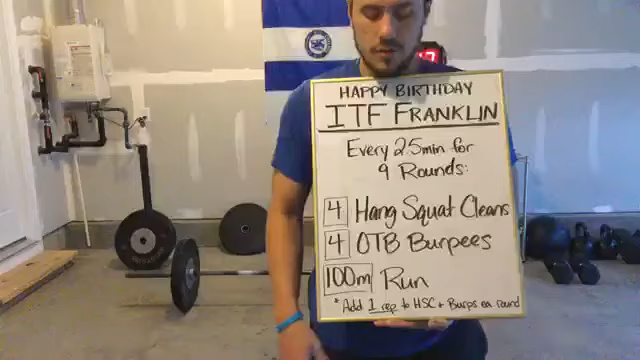 HAPPY BIRTHDAY
ITF FRANKLIN
Every 2.5min for
9 Rounds:
4 Hang Squat Cleans
4 OTB Burpees
100m Run
* Add 1 rep to HSC + Burps ea round